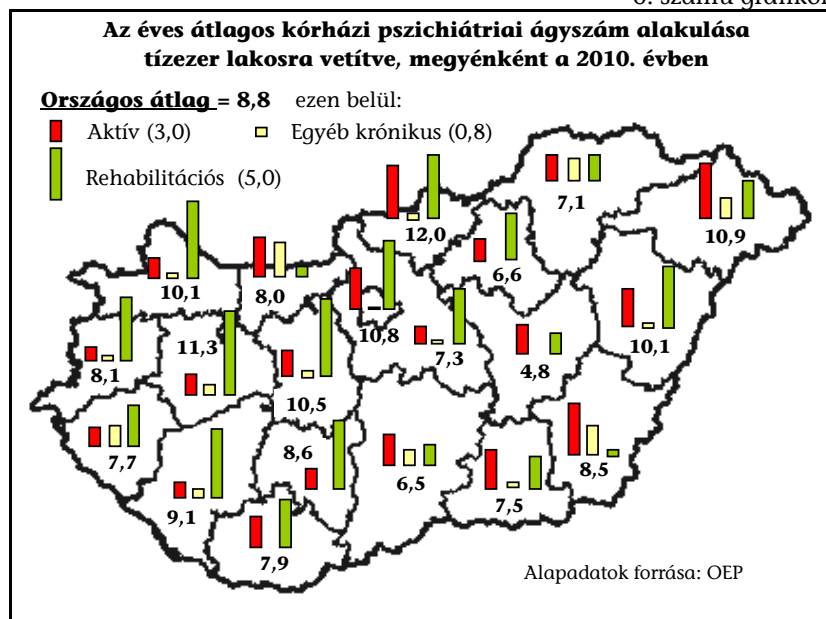 6. számú grafikon
Az éves átlagos kórházi pszichiátriai ágyszám alakulása
tízezer lakosra vetítve, megyénként a 2010. évben
Országos átlag = 8,8 ezen belül:
Aktív (3,0) Egyéb krónikus (0,8)
Rehabilitációs (5,0)
7,1
12,0
10,9
6,6
10,1
8,0
10,8
7,3
4,8
10,1
8,1
11,3
10,5
7,7
8,6
6,5
8,5
9,1
7,5
7,9
Alapadatok forrása: OEP